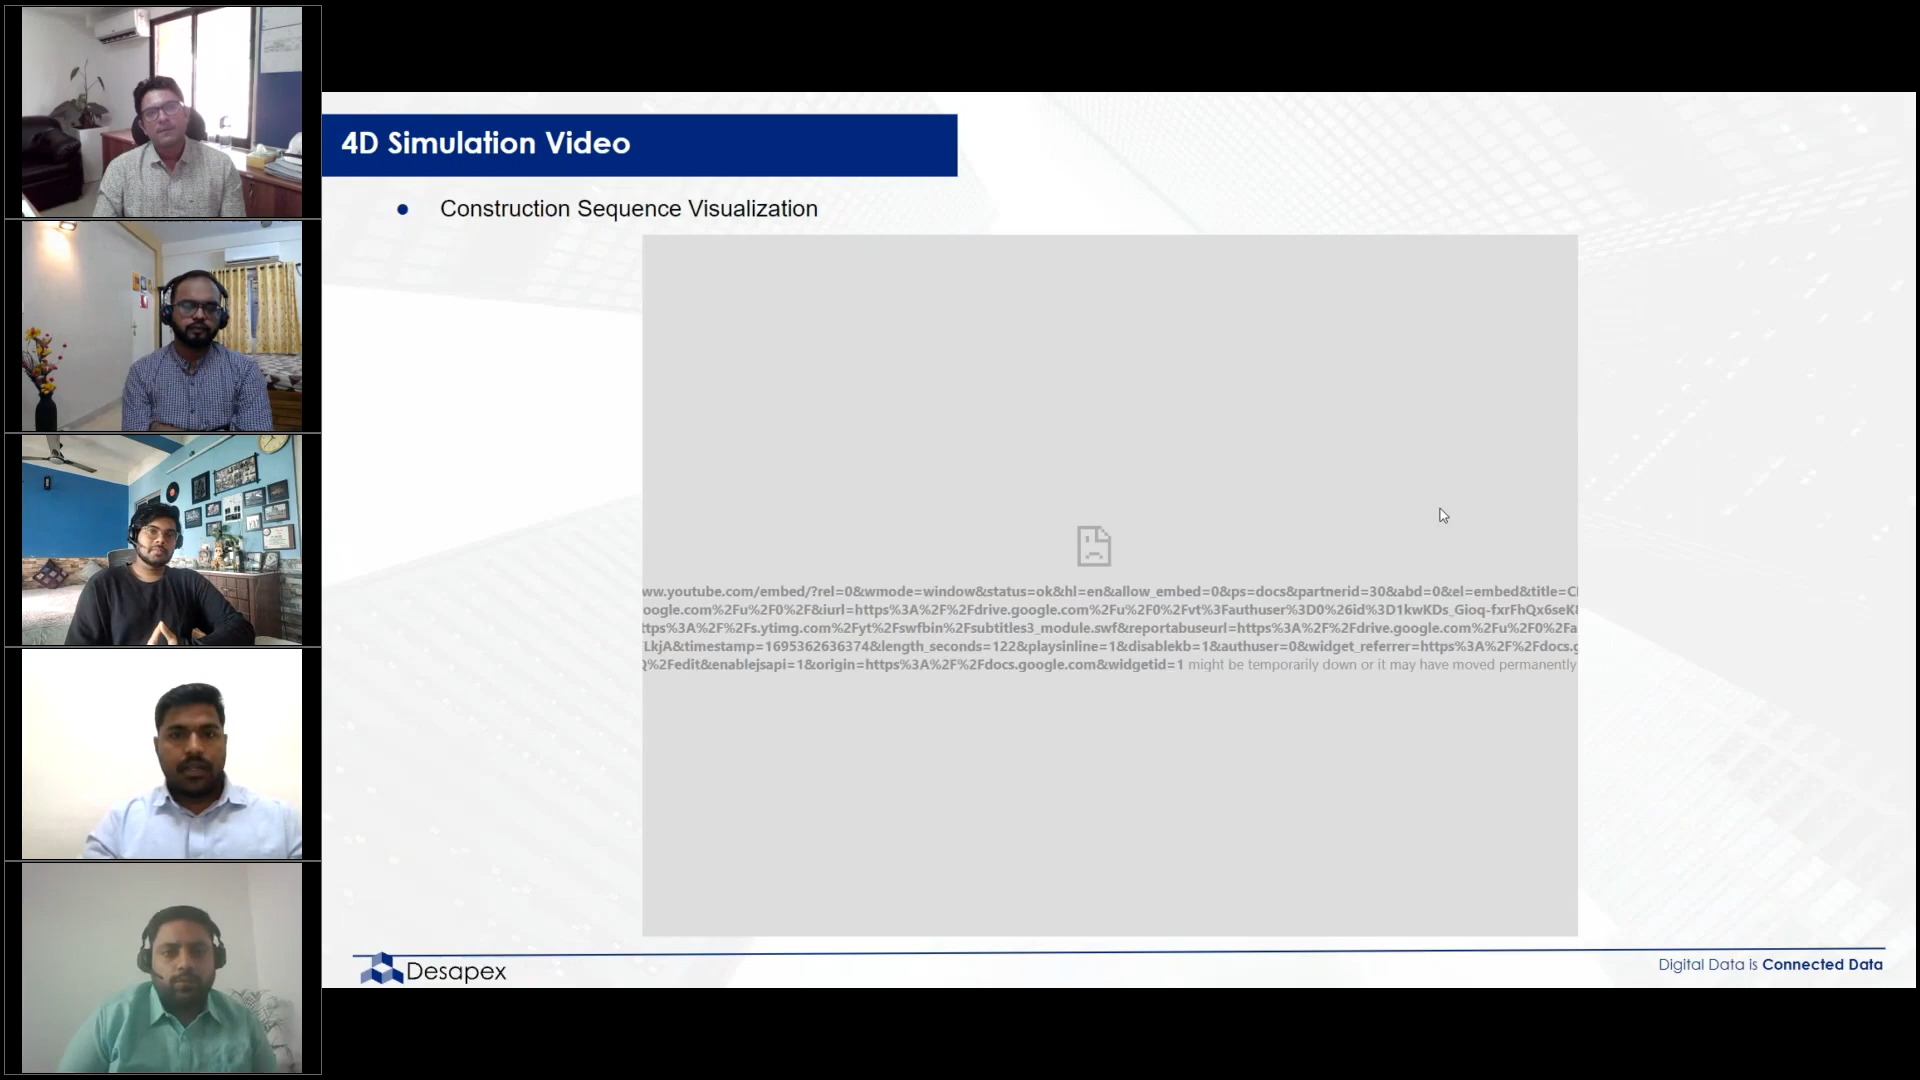 4D Simulation Video
● Construction Sequence Visualization
ww.youtube.com/embed/?rel=0&wmode=window&status=ok&hl=en&allow_embed=0&ps=docs&partnerid=30&abd=0&el=embed&title=C
oogle.com%2Fu%2F0%2F&iurl=https%3A%2F%2Fdrive.google.com%2Fu%2F0%2Fvt%3Fauthuser%3D0%26id%3D1kwKDs_Gioq-fxrFhQx6seK
ttps%3A%2F%2Fs.ytimg.com%2Fyt%2Fswfbin%2Fsubtitles3_module.swf&reportabuseurl=https%3A%2F%2Fdrive.google.com%2Fu%2F0%2Fa
LkjA&timestamp=1695362636374&length_seconds=122&playsinline=1&disablekb=1&authuser=0&widget_referrer=https%3A%2F%2Fdocs.g
Q%2Fedit&enablejsapi=1&origin=https%3A%2F%2Fdocs.google.com&widgetid=1 might be temporarily down or it may have moved permanently
Desapex
Digital Data is Connected Data